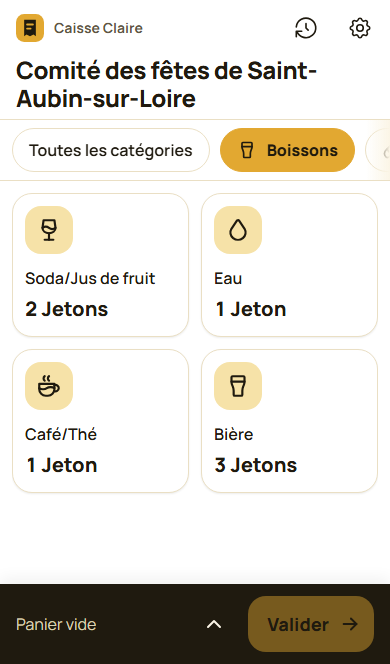 Caisse Claire
Comité des fêtes de Saint-
Aubin-sur-Loire
Toutes les catégories
Boissons
Soda/Jus de fruit
2 Jetons
Eau
1 Jeton
Café/Thé
1 Jeton
Bière
3 Jetons
Panier vide
Valider